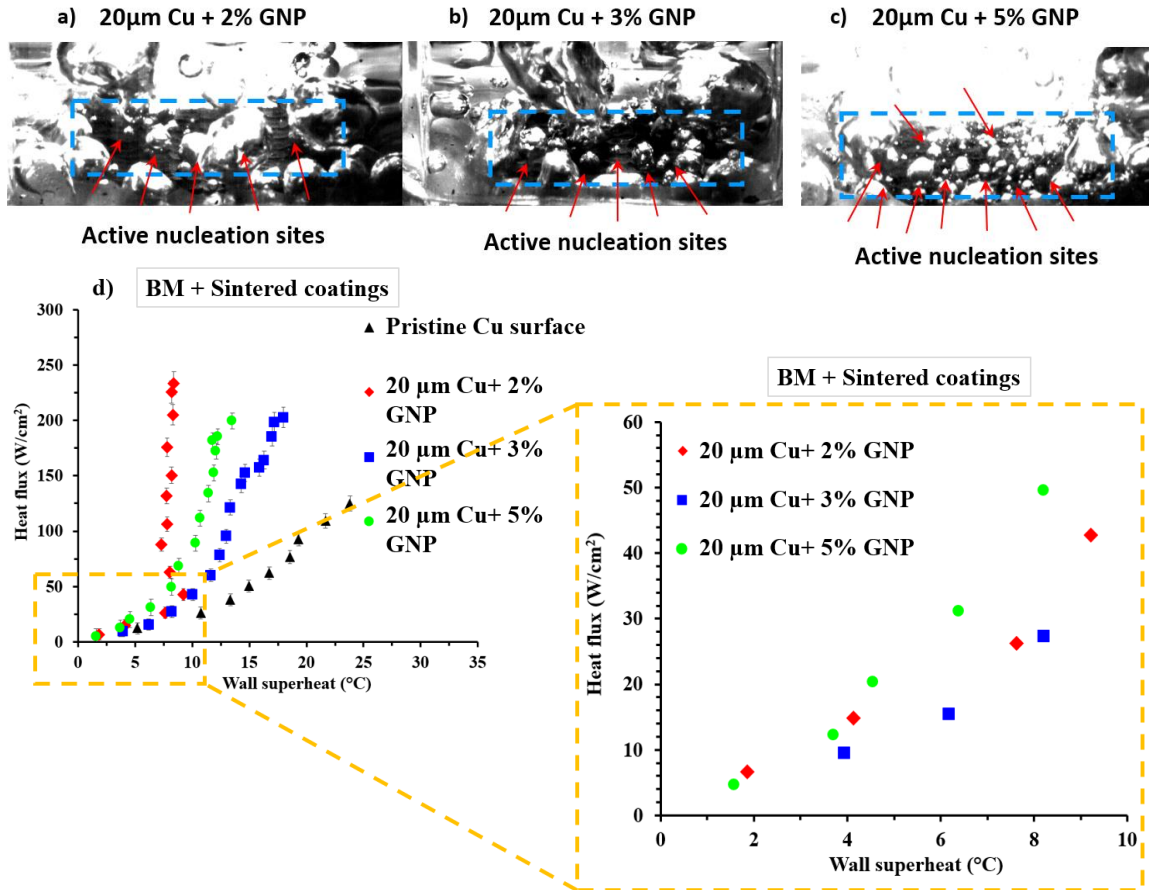 a) 20µm Cu + 2% GNP
b) 20µm Cu + 3% GNP
c) 20µm Cu + 5% GNP
Active nucleation sites
Active nucleation sites
Active nucleation sites
d) BM + Sintered coatings
Heat flux (W/cm²)
300
250
200
150
100
50
0
0 5 10 15 20 25 30 35
Wall superheat (°C)
Pristine Cu surface
20 µm Cu+ 2%
GNP
20 µm Cu+ 3%
GNP
20 µm Cu+ 5%
GNP
BM + Sintered coatings
Heat flux (W/cm²)
60
50
40
30
20
10
0
0 2 4 6 8 10
Wall superheat (°C)
20 µm Cu+ 2% GNP
20 µm Cu+ 3% GNP
20 µm Cu+ 5% GNP